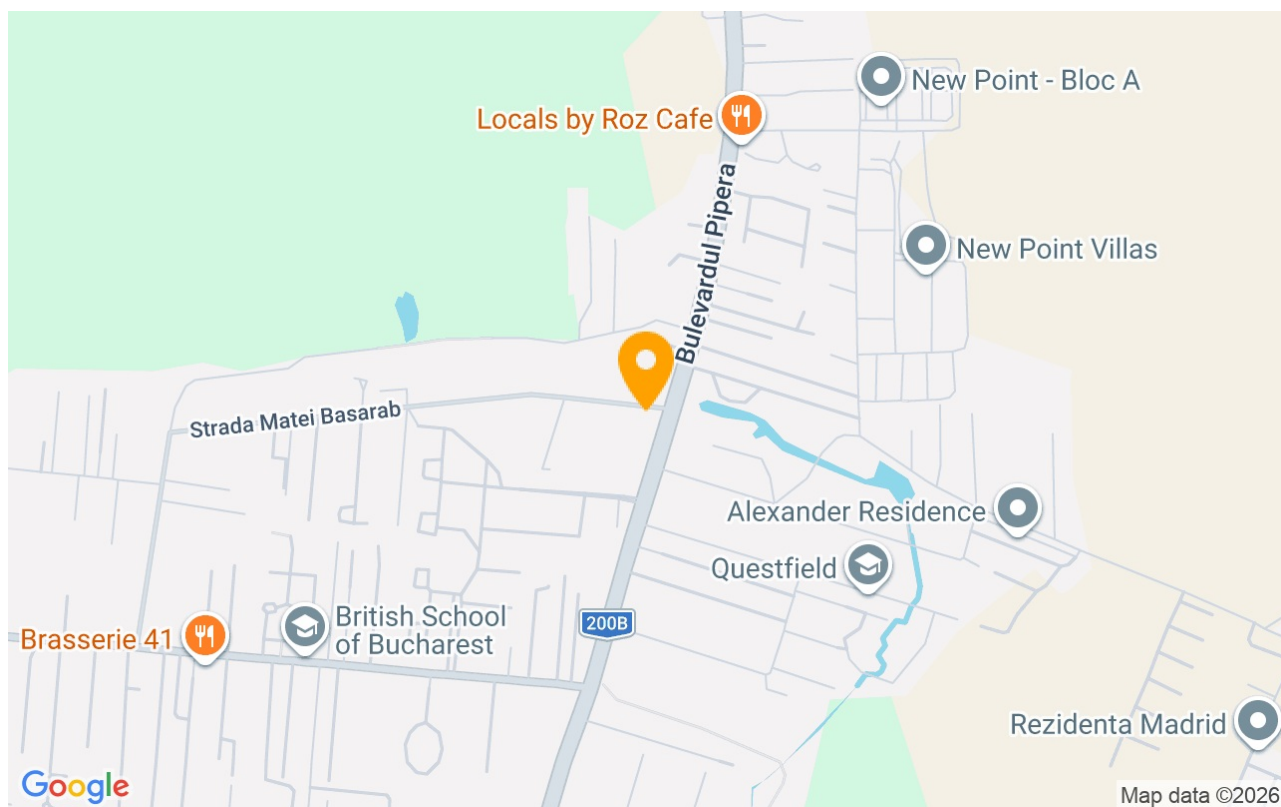 New Point - Bloc A
Locals by Roz Cafe
Bulevardul Pipera
New Point Villas
Strada Matei Basarab
Alexander Residence
Questfield
British School
of Bucharest
200B
Brasserie 41
Rezidenta Madrid
Google
Map data ©2026